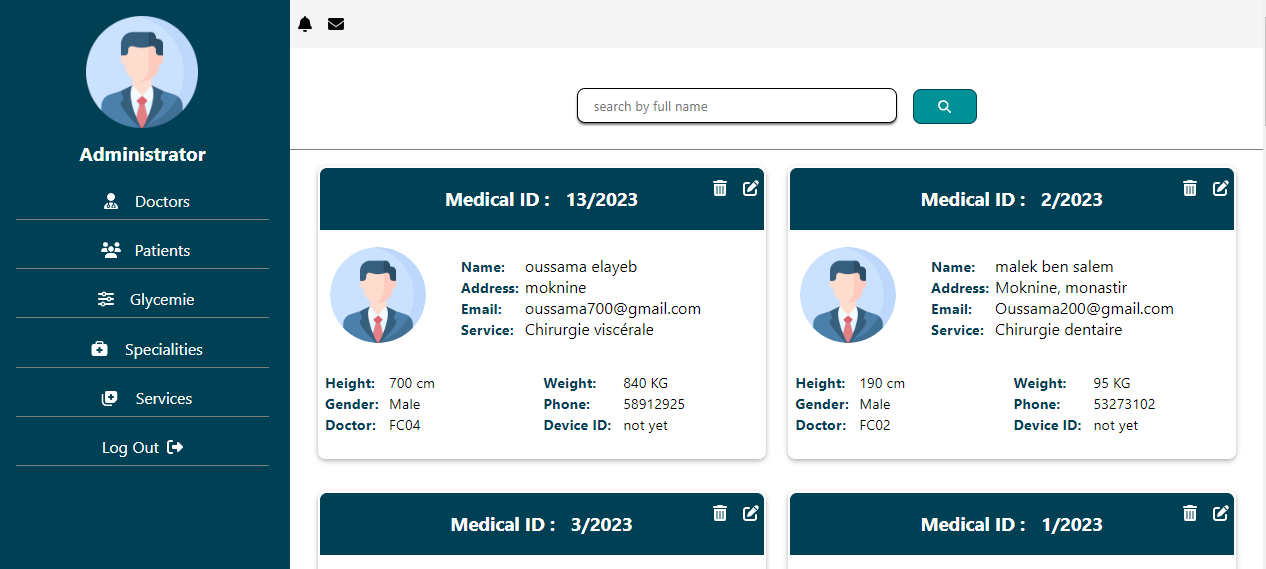 Administrator
Doctors
Patients
Glycemie
Specialities
Services
Log Out
search by full name
Medical ID : 13/2023
Name: oussama elayeb
Address: moknine
Email: oussama700@gmail.com
Service: Chirurgie viscérale
Height: 700 cm Weight: 840 KG
Gender: Male Phone: 58912925
Doctor: FC04 Device ID: not yet
Medical ID : 2/2023
Name: malek ben salem
Address: Moknine, monastir
Email: Oussama200@gmail.com
Service: Chirurgie dentaire
Height: 190 cm Weight: 95 KG
Gender: Male Phone: 53273102
Doctor: FC02 Device ID: not yet
Medical ID : 3/2023
Medical ID : 1/2023